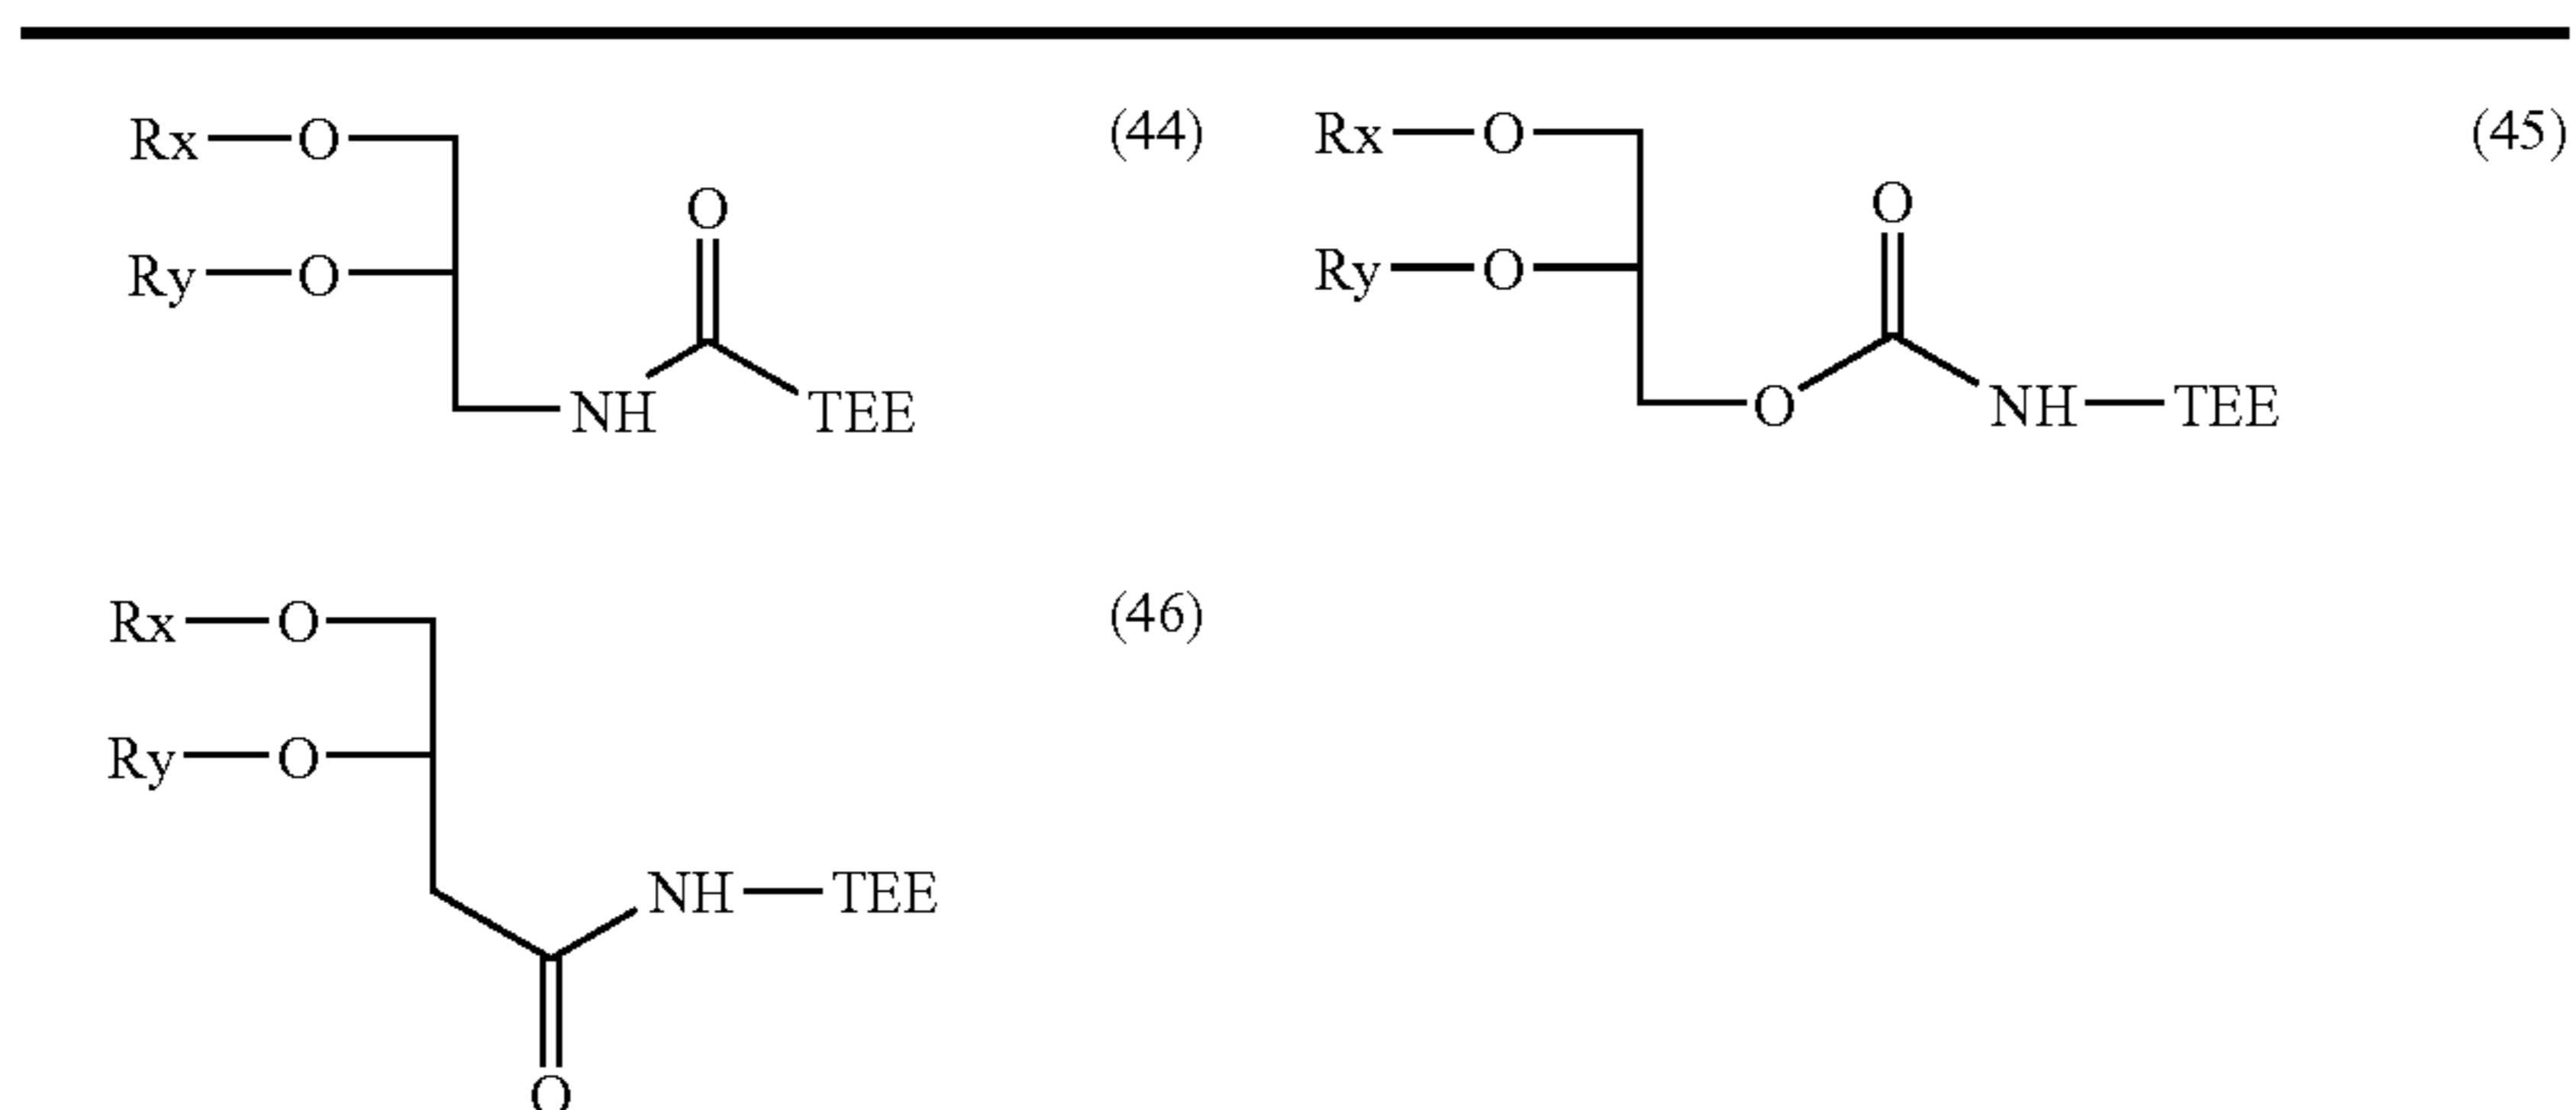 Rx—O (44)
O
Ry—O
NH TEE
Rx—O (45)
O
Ry—O
O NH—TEE
Rx—O (46)
Ry—O
NH—TEE
O